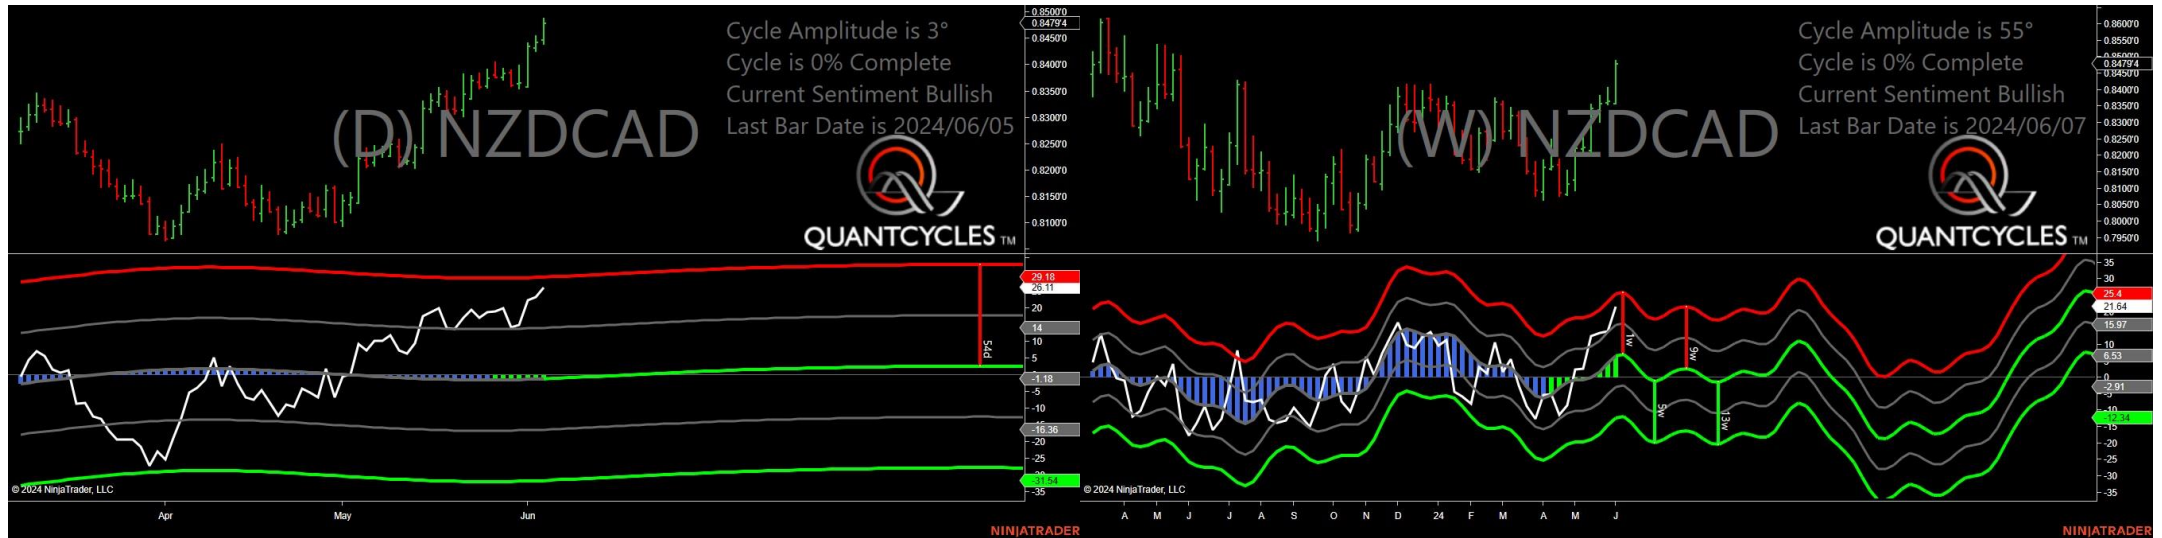 Cycle Amplitude is 3°
Cycle is 0% Complete
Current Sentiment Bullish
Last Bar Date is 2024/06/05
(D) NZDCAD
QUANTCYCLES TM
0.8500'0
0.8479'4
0.8450'0
0.8400'0
0.8350'0
0.8300'0
0.8250'0
0.8200'0
0.8150'0
0.8100'0
29.18
26.11
20
14
10
5
-1.18
-5
-10
-16.36
-20
-25
-31.54
-35
54d
© 2024 NinjaTrader, LLC
Apr
May
Jun
NINJATRADER
Cycle Amplitude is 55°
Cycle is 0% Complete
Current Sentiment Bullish
Last Bar Date is 2024/06/07
(W) NZDCAD
QUANTCYCLES TM
0.8600'0
0.8550'0
0.8479'4
0.8450'0
0.8400'0
0.8350'0
0.8300'0
0.8250'0
0.8200'0
0.8150'0
0.8100'0
0.8050'0
0.8000'0
0.7950'0
35
30
25.4
21.64
15.97
10
6.53
0
-2.91
-5
-10
-12.34
-15
-20
-25
-30
-35
1w
9w
5w
13w
© 2024 NinjaTrader, LLC
A M J J A S O N D 24 F M A M J
NINJATRADER